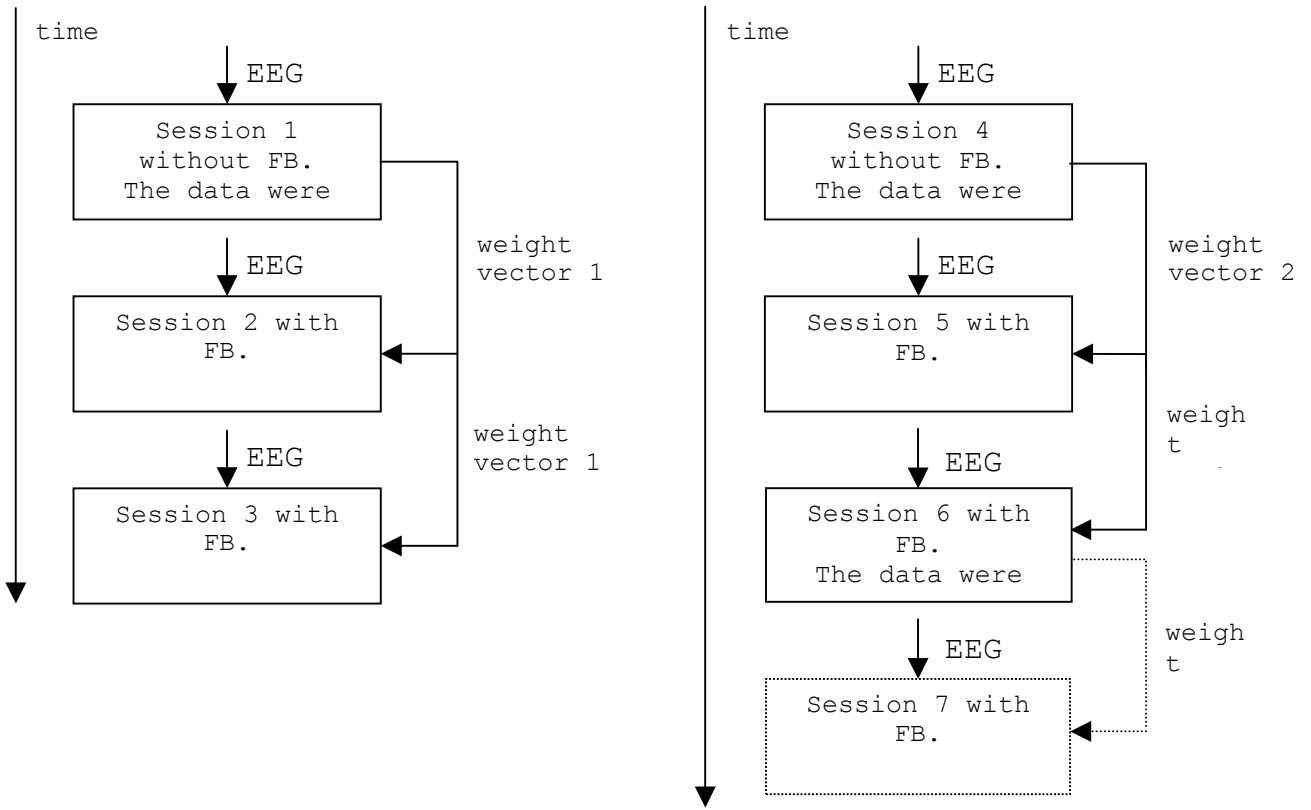 time
EEG
Session 1
without FB.
The data were
weight
vector 1
EEG
Session 2 with
FB.
weight
vector 1
EEG
Session 3 with
FB.
time
EEG
Session 4
without FB.
The data were
weight
vector 2
EEG
Session 5 with
FB.
weigh
t
EEG
Session 6 with
FB.
The data were
weigh
t
EEG
Session 7 with
FB.